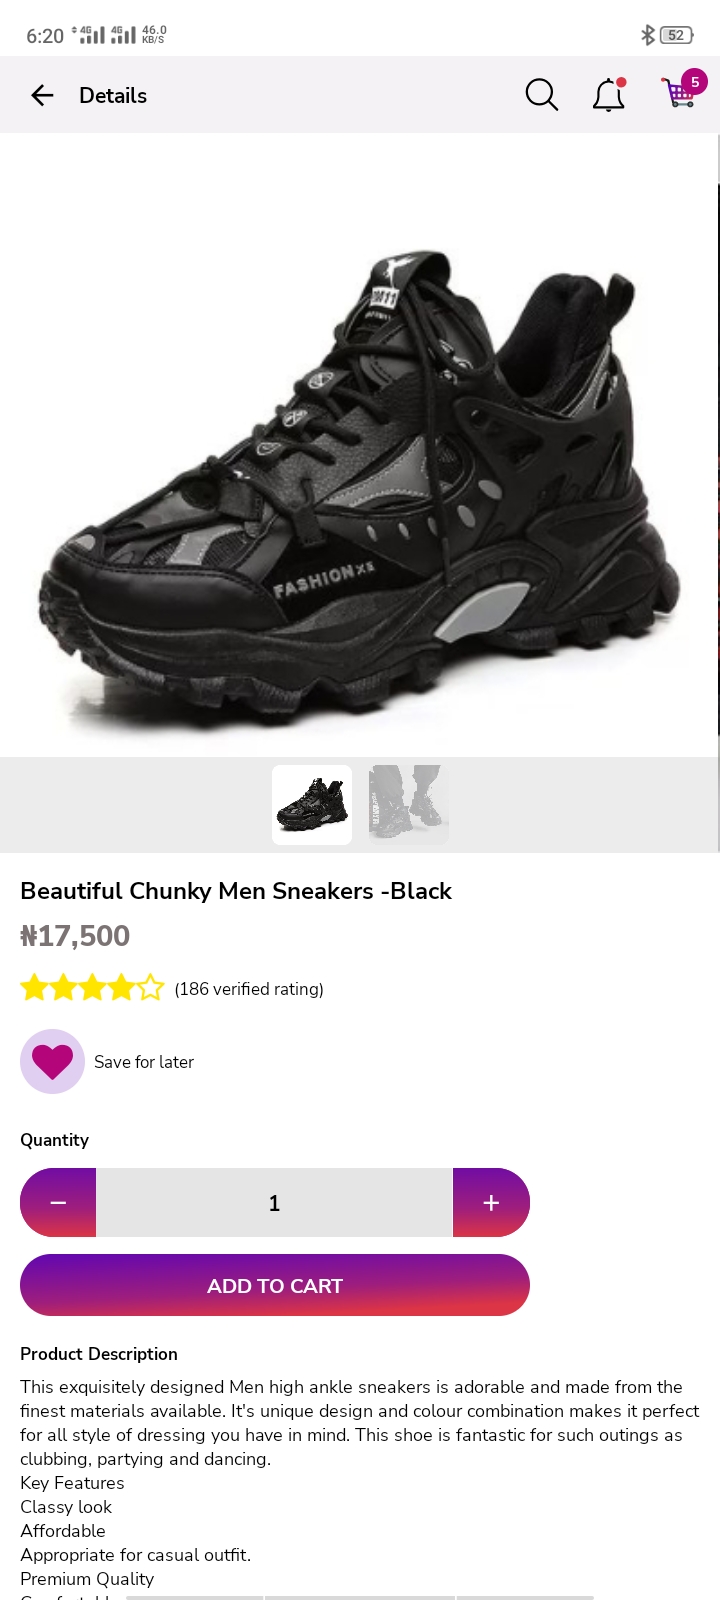 6:20 4G 4G 46.0 KB/S 52
Details 5
FASHION XE
Beautiful Chunky Men Sneakers -Black
₦17,500
(186 verified rating)
Save for later
Quantity
− 1 +
ADD TO CART
Product Description
This exquisitely designed Men high ankle sneakers is adorable and made from the
finest materials available. It's unique design and colour combination makes it perfect
for all style of dressing you have in mind. This shoe is fantastic for such outings as
clubbing, partying and dancing.
Key Features
Classy look
Affordable
Appropriate for casual outfit.
Premium Quality